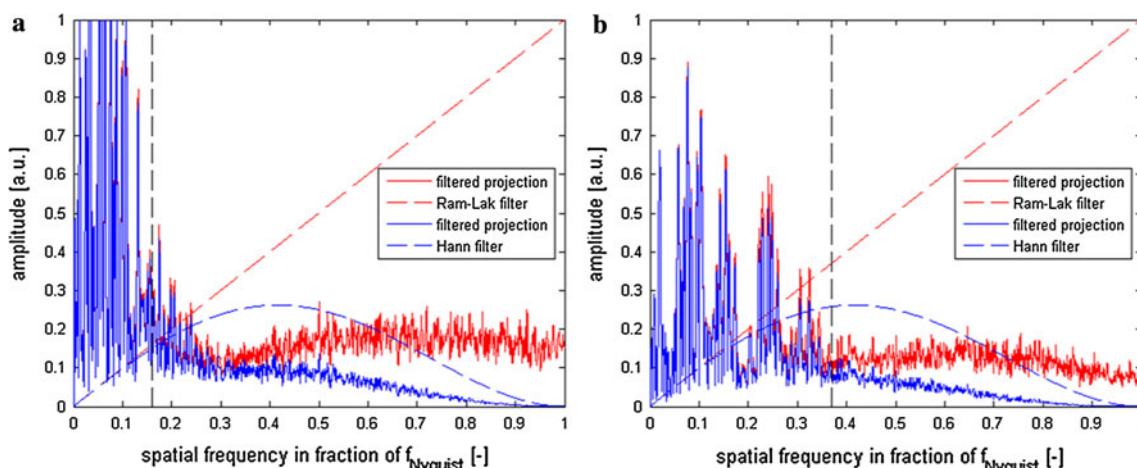 a
1
0.9
0.8
0.7
0.6
0.5
0.4
0.3
0.2
0.1
0
amplitude [a.u.]
filtered projection
Ram-Lak filter
filtered projection
Hann filter
0 0.1 0.2 0.3 0.4 0.5 0.6 0.7 0.8 0.9 1
spatial frequency in fraction of fNyquist [-]
b
1
0.9
0.8
0.7
0.6
0.5
0.4
0.3
0.2
0.1
0
amplitude [a.u.]
filtered projection
Ram-Lak filter
filtered projection
Hann filter
0 0.1 0.2 0.3 0.4 0.5 0.6 0.7 0.8 0.9
spatial frequency in fraction of fNyquist [-]